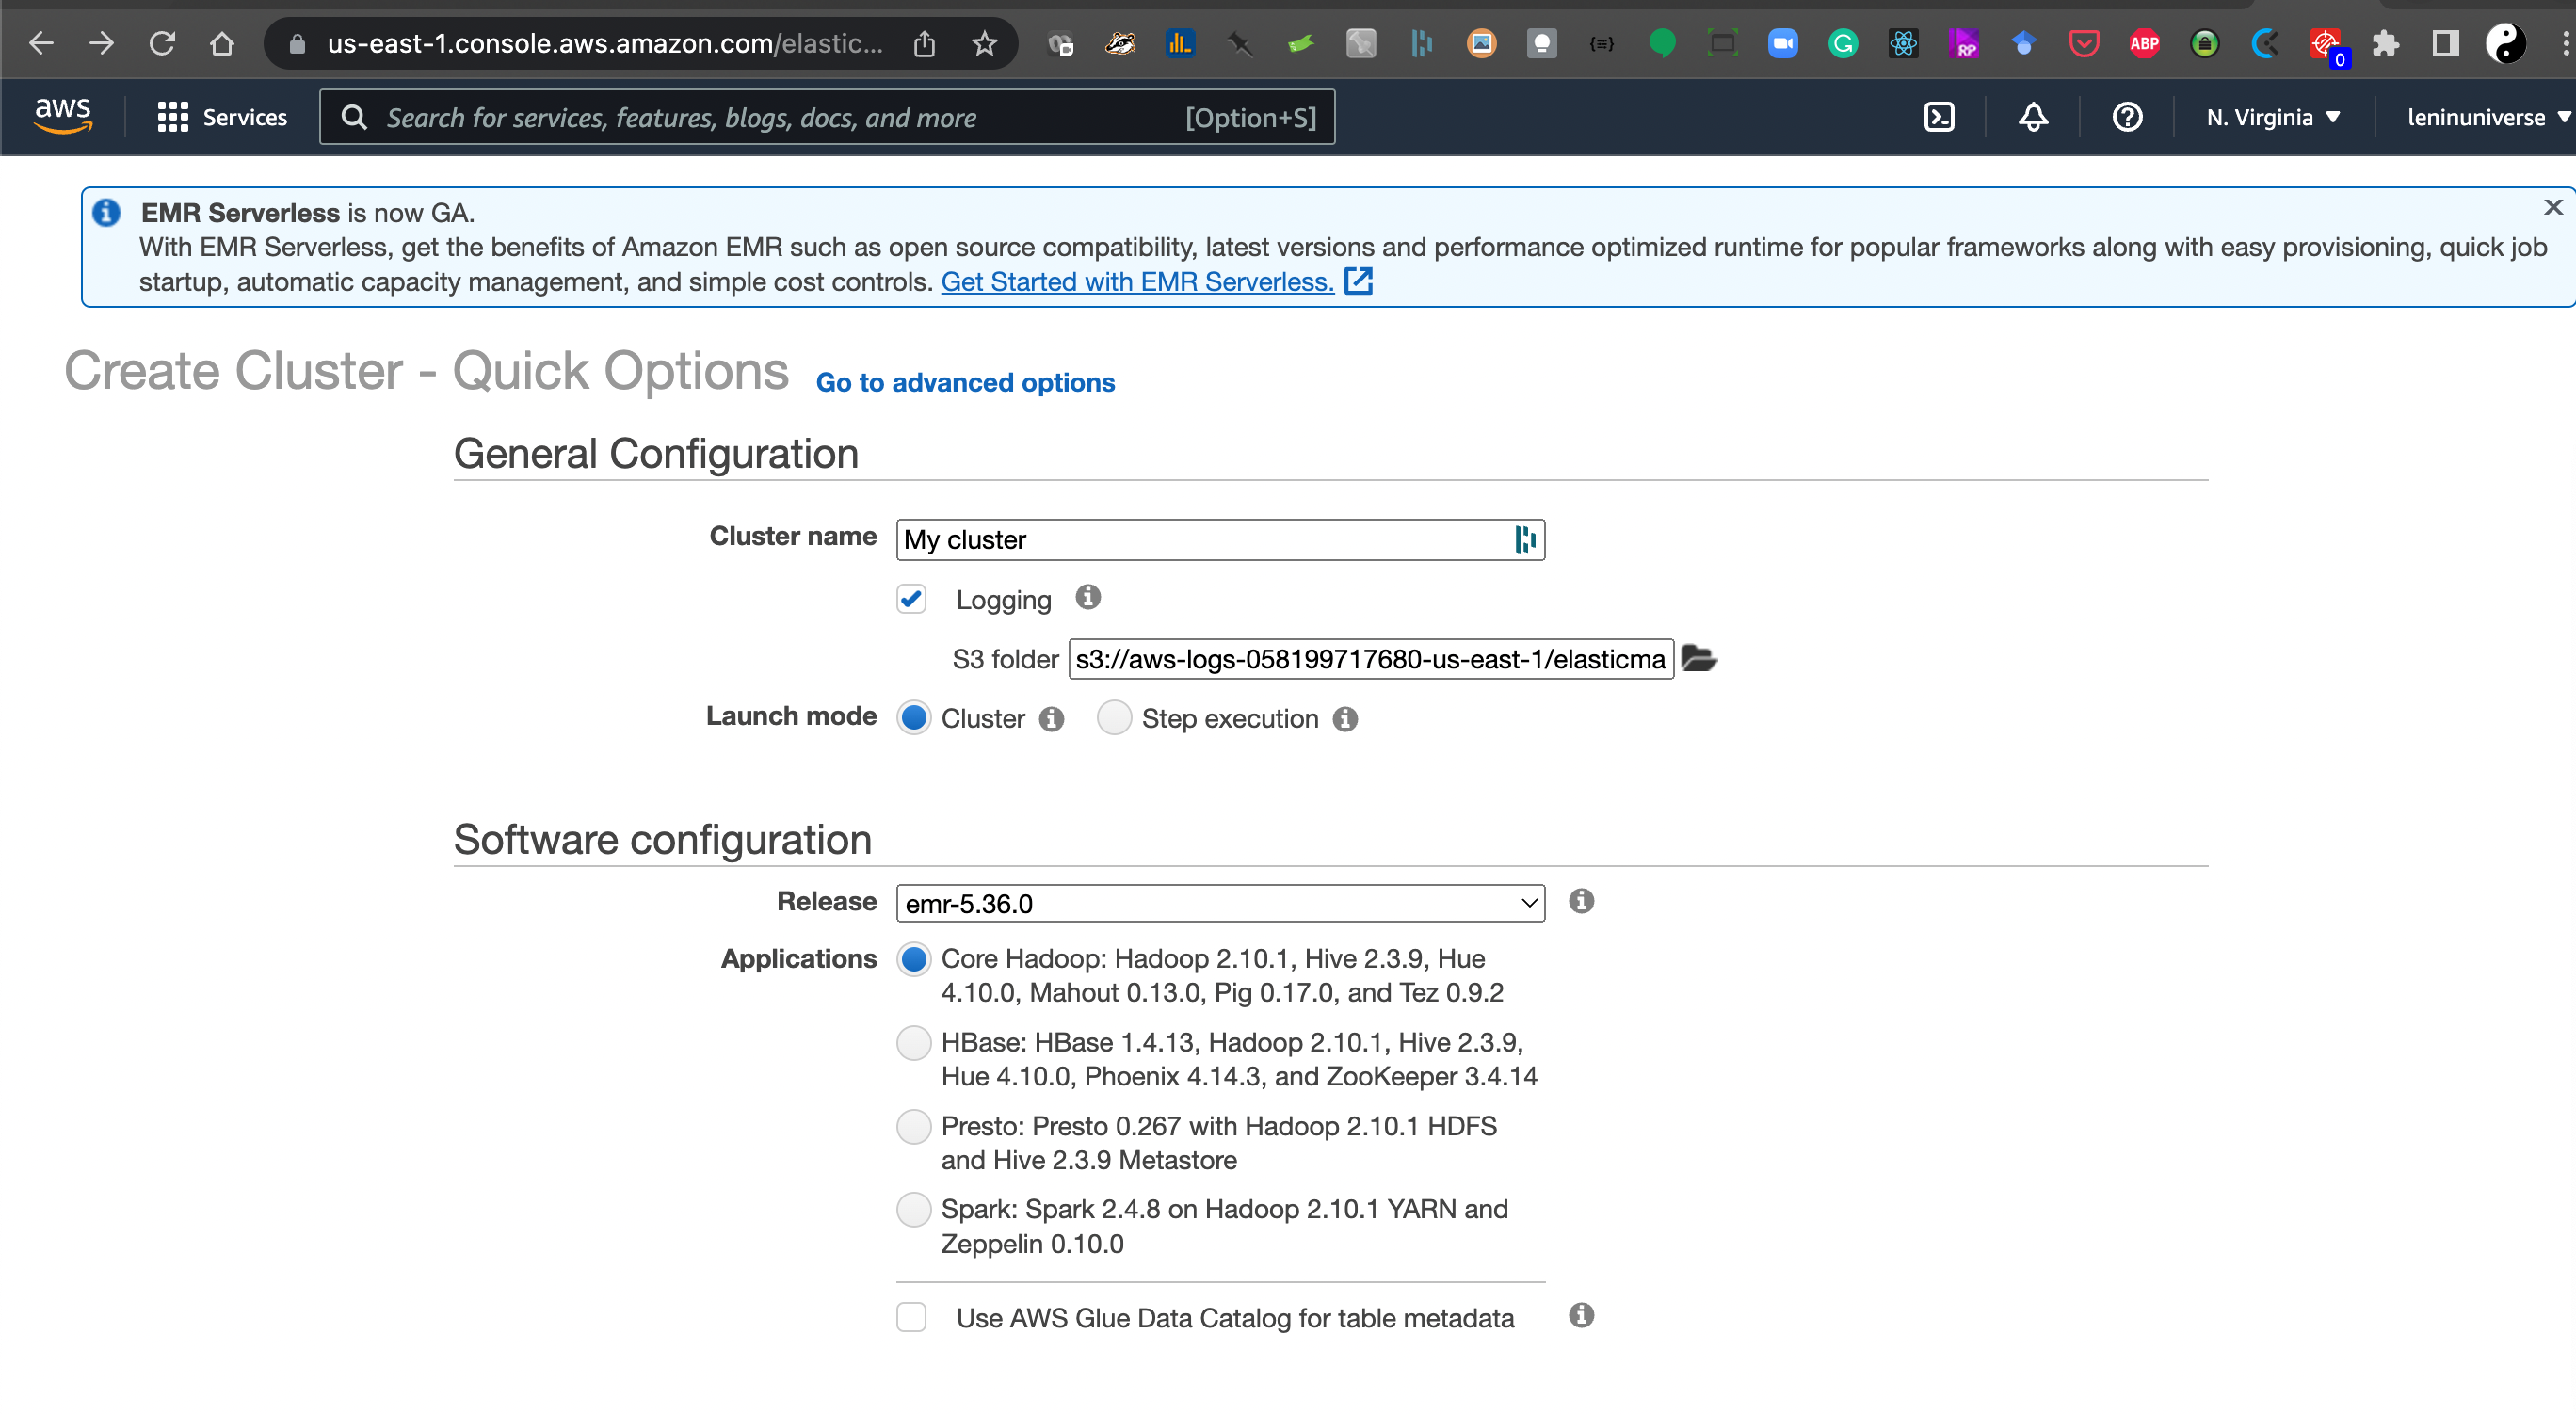 us-east-1.console.aws.amazon.com/elastic...
ABP
RP
0
aws
Services
Search for services, features, blogs, docs, and more [Option+S]
N. Virginia
leninuniverse
EMR Serverless is now GA.
With EMR Serverless, get the benefits of Amazon EMR such as open source compatibility, latest versions and performance optimized runtime for popular frameworks along with easy provisioning, quick job
startup, automatic capacity management, and simple cost controls. Get Started with EMR Serverless.
Create Cluster - Quick Options Go to advanced options
General Configuration
Cluster name My cluster
Logging
S3 folder s3://aws-logs-058199717680-us-east-1/elasticma
Launch mode Cluster Step execution
Software configuration
Release emr-5.36.0
Applications Core Hadoop: Hadoop 2.10.1, Hive 2.3.9, Hue
4.10.0, Mahout 0.13.0, Pig 0.17.0, and Tez 0.9.2
HBase: HBase 1.4.13, Hadoop 2.10.1, Hive 2.3.9,
Hue 4.10.0, Phoenix 4.14.3, and ZooKeeper 3.4.14
Presto: Presto 0.267 with Hadoop 2.10.1 HDFS
and Hive 2.3.9 Metastore
Spark: Spark 2.4.8 on Hadoop 2.10.1 YARN and
Zeppelin 0.10.0
Use AWS Glue Data Catalog for table metadata